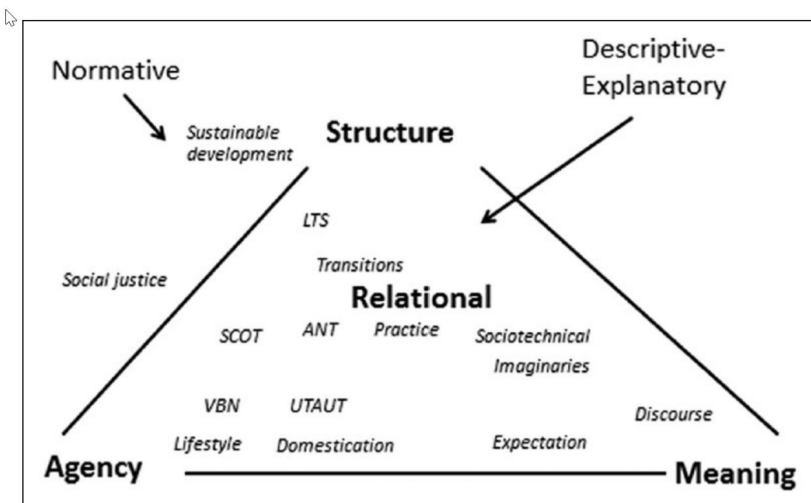 Normative
Descriptive-
Explanatory
Sustainable
development
Structure
LTS
Social justice
Transitions
Relational
SCOT
ANT
Practice
Sociotechnical
Imaginaries
VBN
UTAUT
Discourse
Lifestyle
Domestication
Expectation
Agency
Meaning